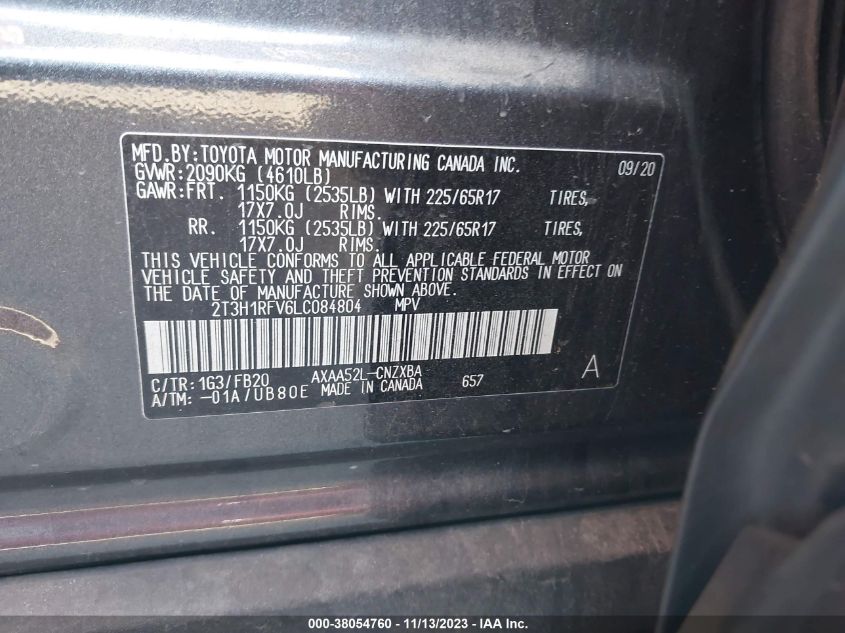 MFD.BY:TOYOTA MOTOR MANUFACTURING CANADA INC. 09/20
GVWR:2090KG (4610LB)
GAWR:FRT. 1150KG (2535LB) WITH 225/65R17 TIRES,
17X7.0J RIMS.
RR. 1150KG (2535LB) WITH 225/65R17 TIRES,
17X7.0J RIMS.
THIS VEHICLE CONFORMS TO ALL APPLICABLE FEDERAL MOTOR
VEHICLE SAFETY AND THEFT PREVENTION STANDARDS IN EFFECT ON
THE DATE OF MANUFACTURE SHOWN ABOVE.
2T3H1RFV6LC084804 MPV
C/TR:1G3/FB20 AXAA52L-CNZXBA 657 A
A/TM:-01A/UB80E MADE IN CANADA
000-38054760 - 11/13/2023 - IAA Inc.